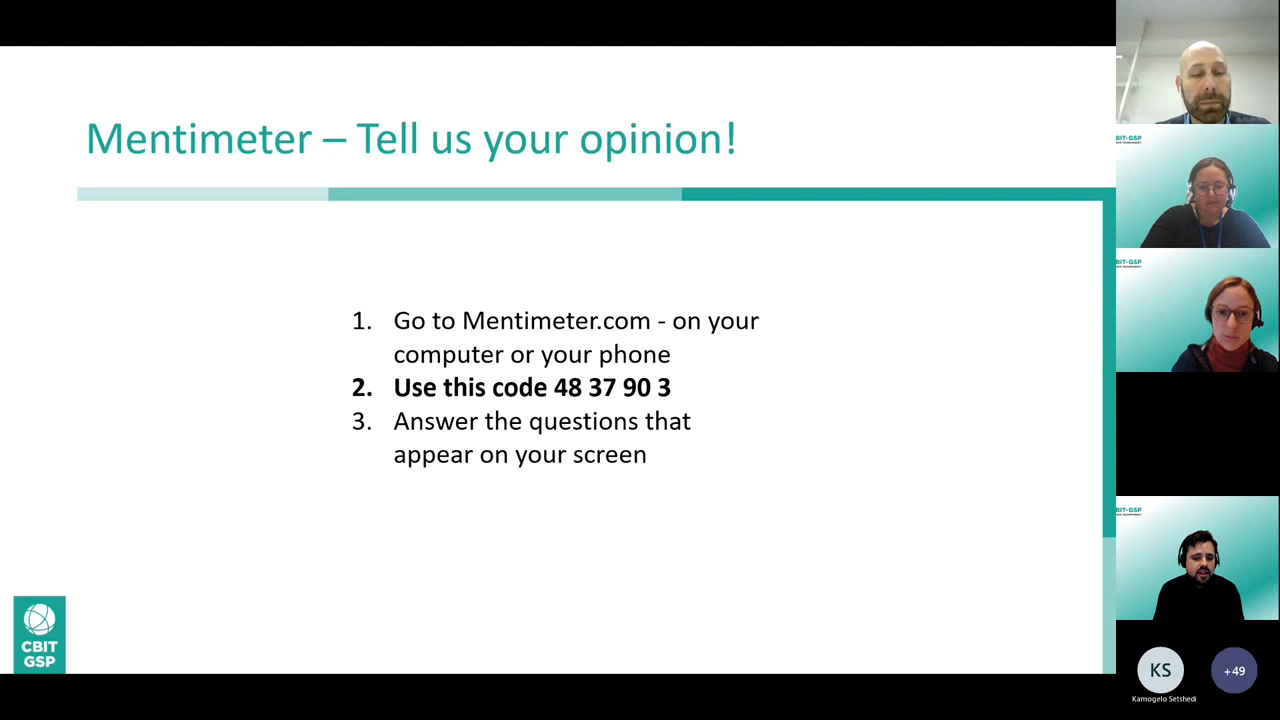 Mentimeter – Tell us your opinion!
1. Go to Mentimeter.com - on your
computer or your phone
2. Use this code 48 37 90 3
3. Answer the questions that
appear on your screen
CBIT
GSP
BIT-GSP
BIT-GSP
BIT-GSP
KS
+49
Kamogelo Setshedi